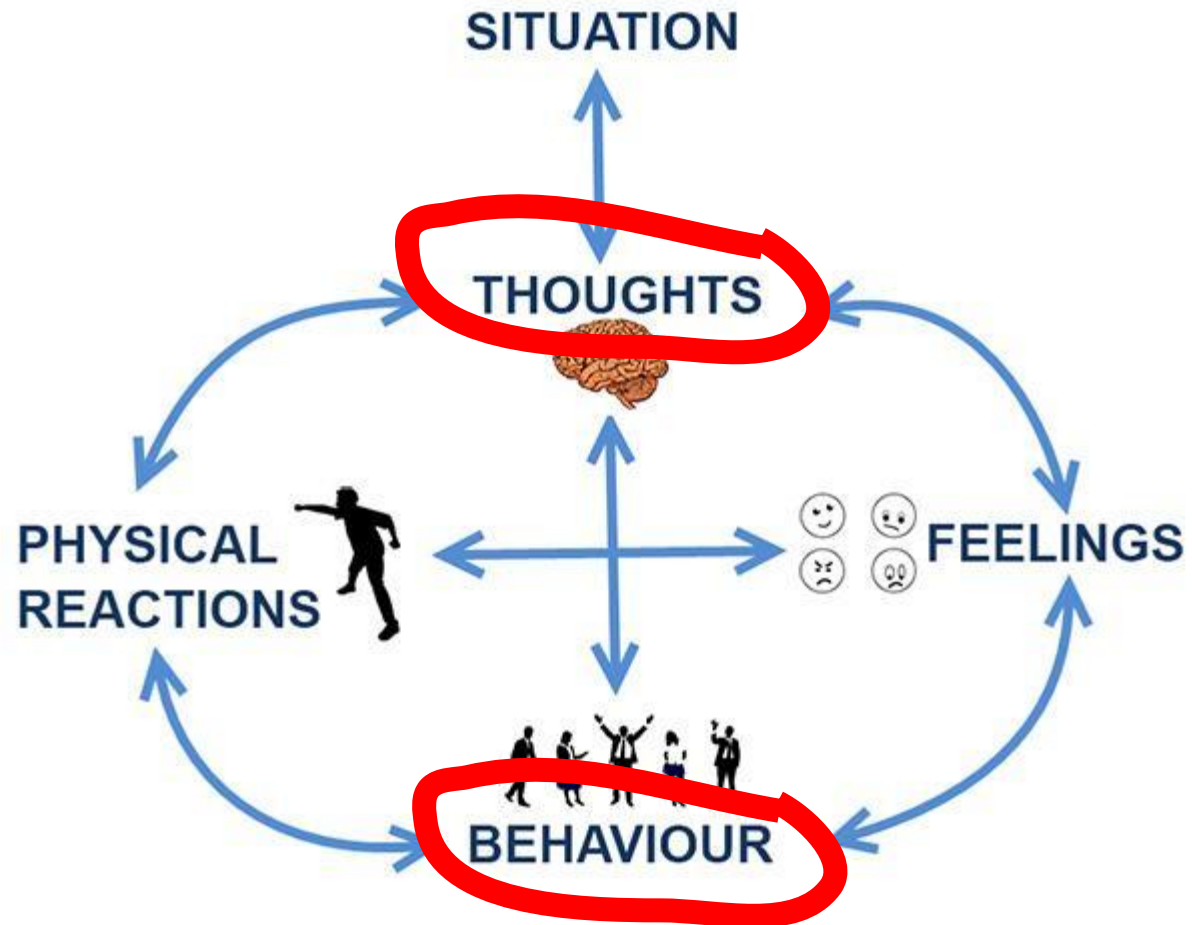 SITUATION
THOUGHTS
PHYSICAL
REACTIONS
FEELINGS
BEHAVIOUR